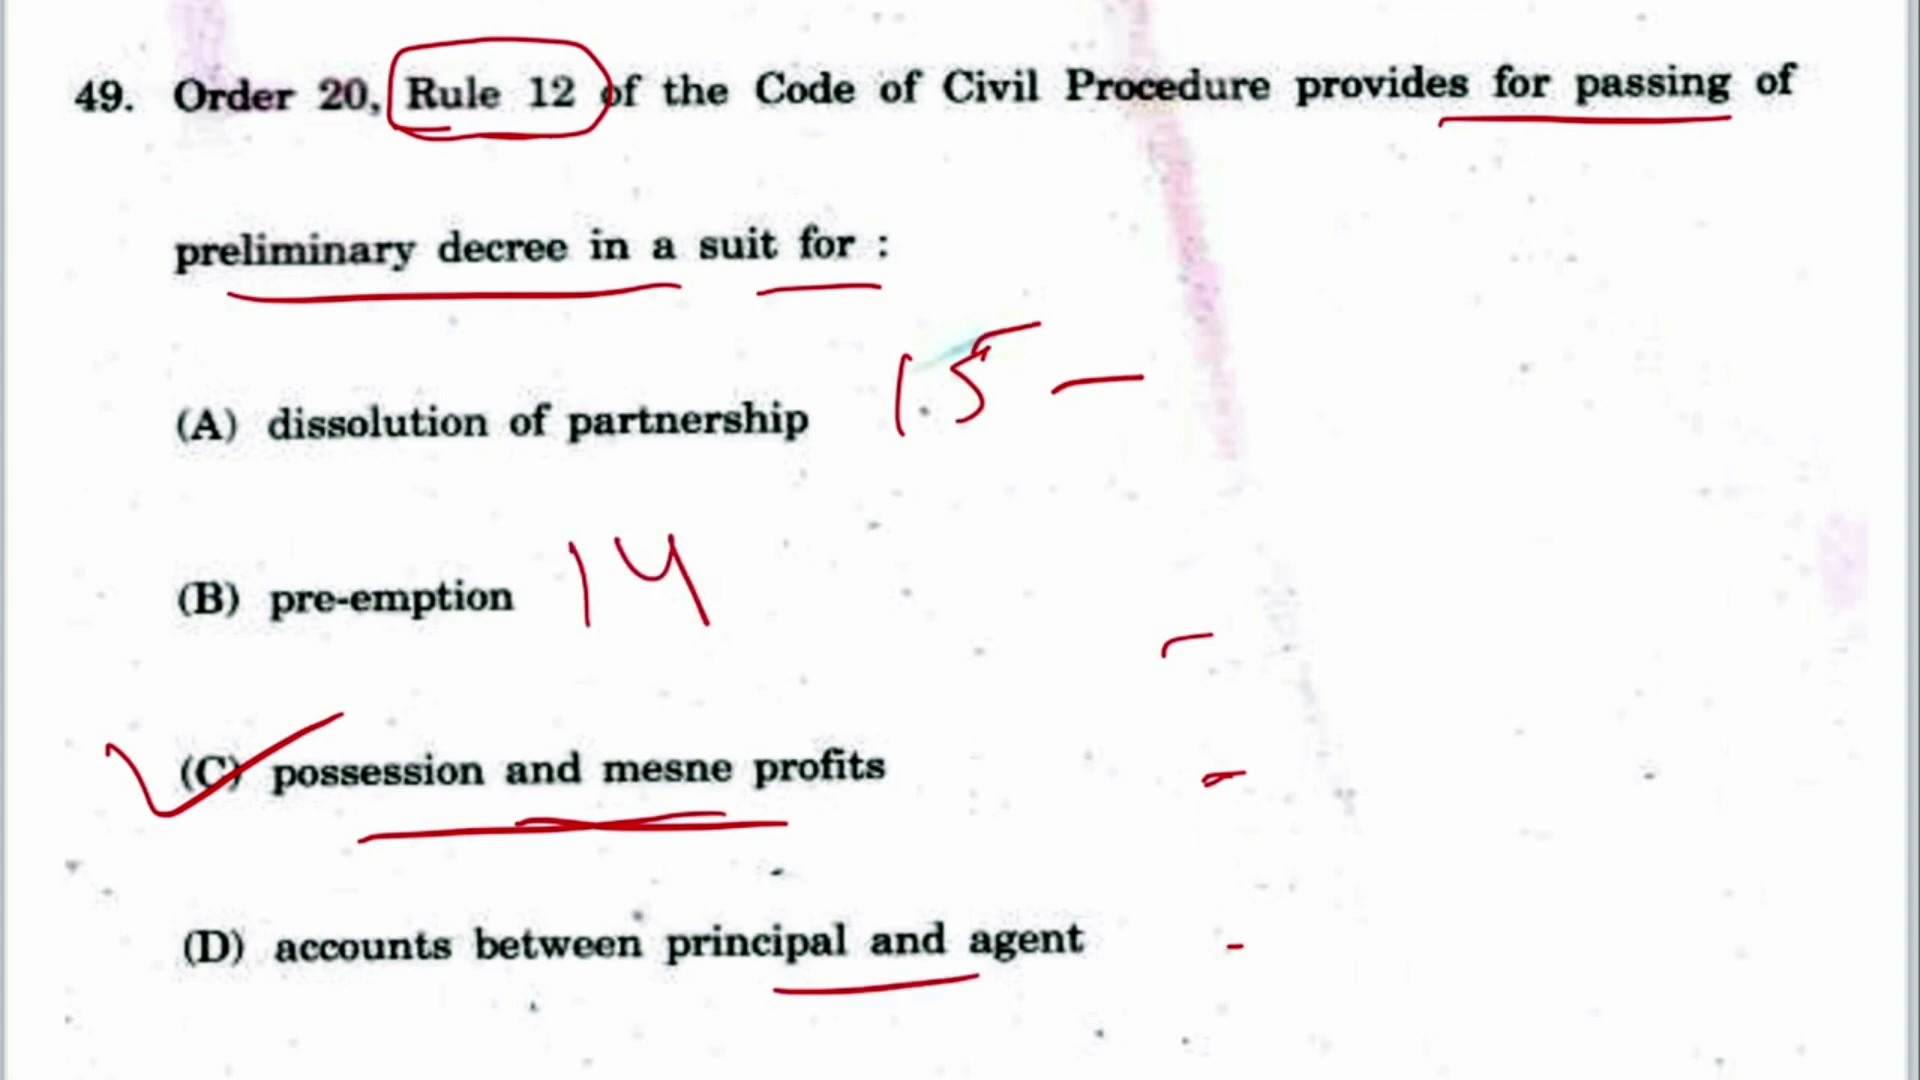 49. Order 20, Rule 12 of the Code of Civil Procedure provides for passing of
preliminary decree in a suit for :
(A) dissolution of partnership 15
(B) pre-emption 14
(C) possession and mesne profits
(D) accounts between principal and agent